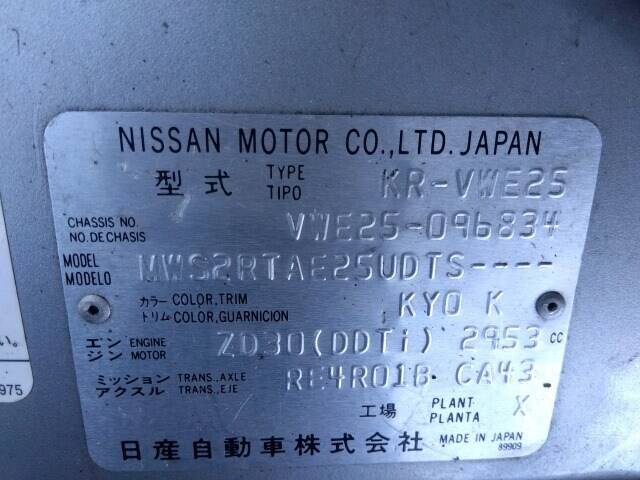 NISSAN MOTOR CO.,LTD. JAPAN
型式 TYPE TIPO KR-VWE25
CHASSIS NO. NO. DE CHASIS VWE25-096834
MODEL MODELO MWS2RTAE25UDTS----
カラー COLOR, TRIM トリム COLOR, GUARNICION KY0 K
エンジン ENGINE MOTOR ZD30(DDTi) 2953 cc
ミッション TRANS., AXLE アクスル TRANS., EJE RE4R01B CA43
工場 PLANT PLANTA X
日産自動車株式会社 MADE IN JAPAN
89909
い。
975